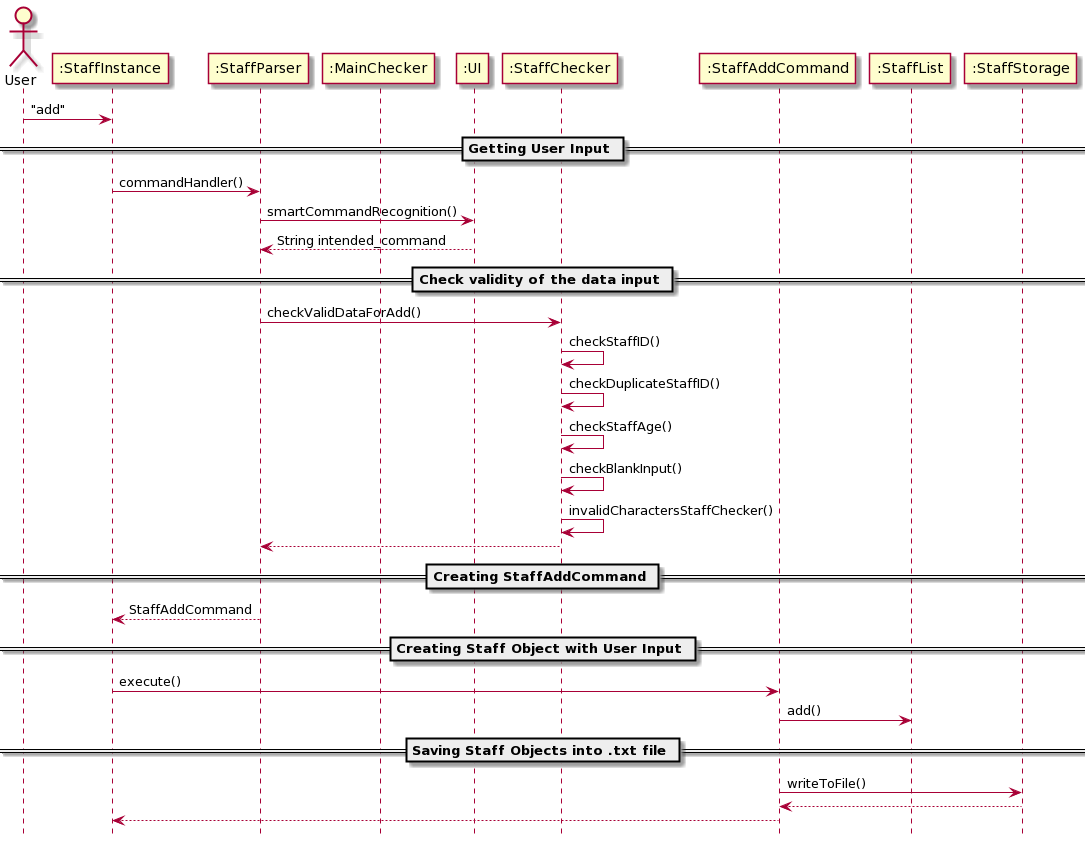 User
:StaffInstance
:StaffParser
:MainChecker
:UI
:StaffChecker
:StaffAddCommand
:StaffList
:StaffStorage
"add"
Getting User Input
commandHandler()
smartCommandRecognition()
String intended_command
Check validity of the data input
checkValidDataForAdd()
checkStaffID()
checkDuplicateStaffID()
checkStaffAge()
checkBlankInput()
invalidCharactersStaffChecker()
Creating StaffAddCommand
StaffAddCommand
Creating Staff Object with User Input
execute()
add()
Saving Staff Objects into .txt file
writeToFile()